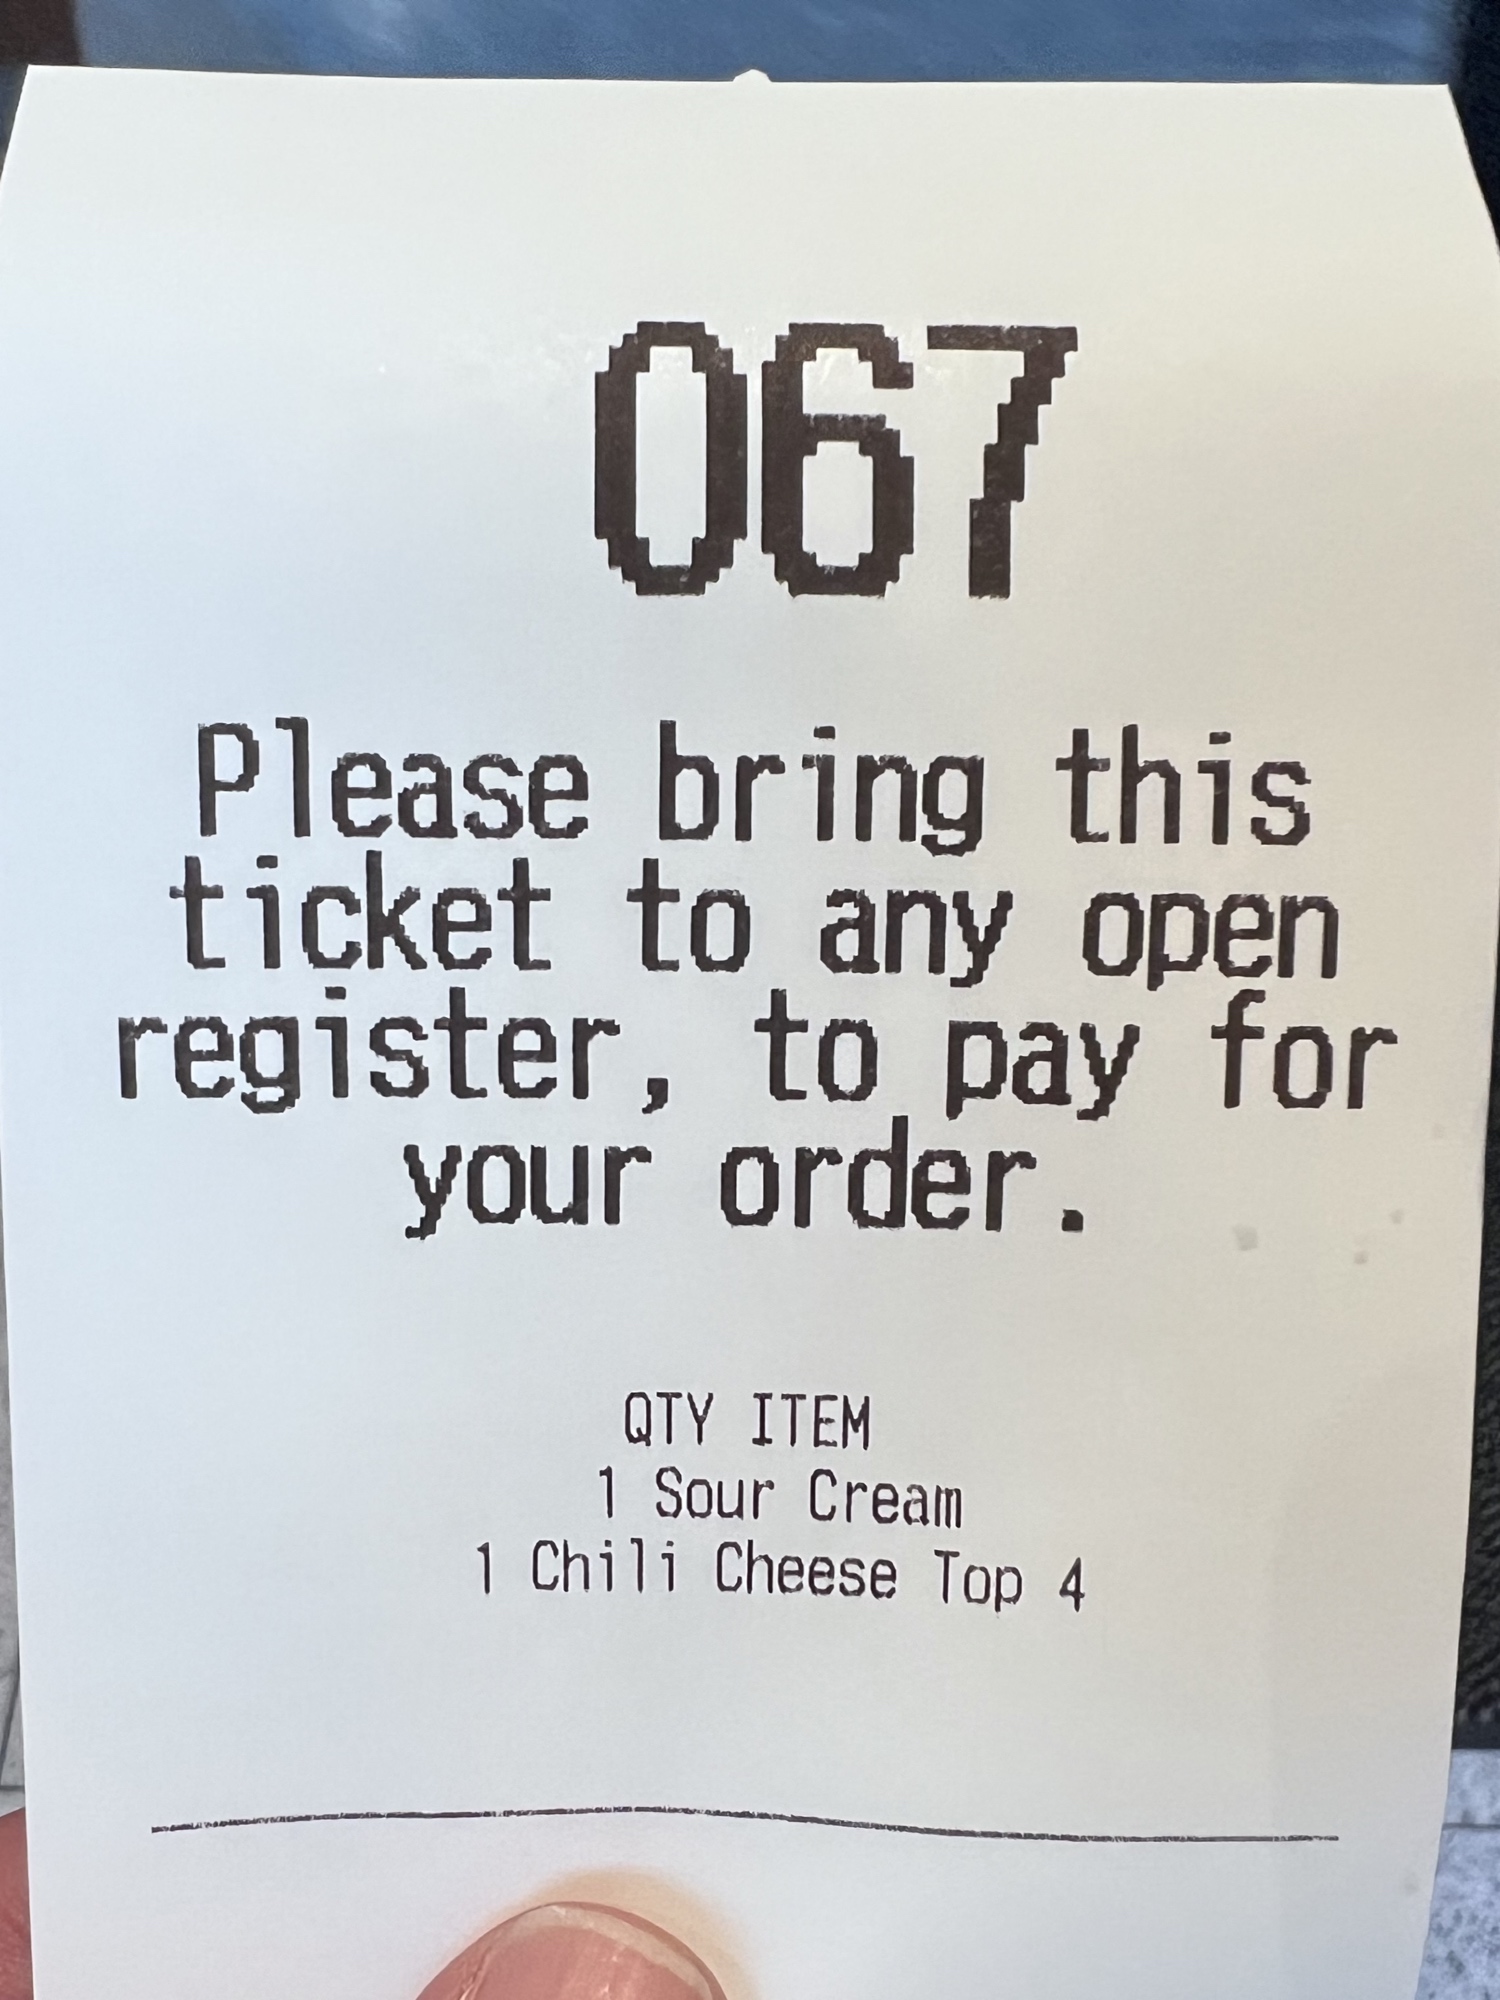 067
Please bring this
ticket to any open
register, to pay for
your order.
QTY ITEM
1 Sour Cream
1 Chili Cheese Top 4